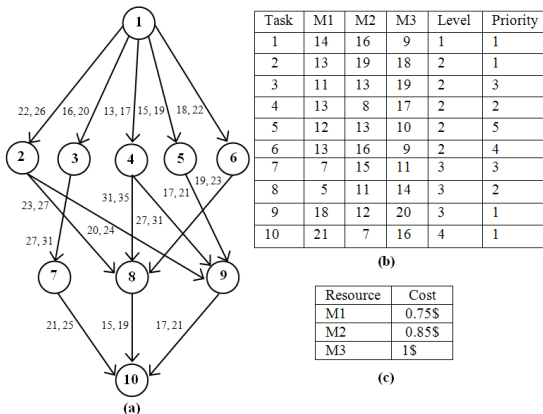 1
22, 26
16, 20
13, 17
15, 19
18, 22
2
3
4
5
6
23, 27
20, 24
31, 35
27, 31
17, 21
19, 23
27, 31
7
8
9
21, 25
15, 19
17, 21
10
(a)
Task M1 M2 M3 Level Priority
1 14 16 9 1 1
2 13 19 18 2 1
3 11 13 19 2 3
4 13 8 17 2 2
5 12 13 10 2 5
6 13 16 9 2 4
7 7 15 11 3 3
8 5 11 14 3 2
9 18 12 20 3 1
10 21 7 16 4 1
(b)
Resource Cost
M1 0.75$
M2 0.85$
M3 1$
(c)